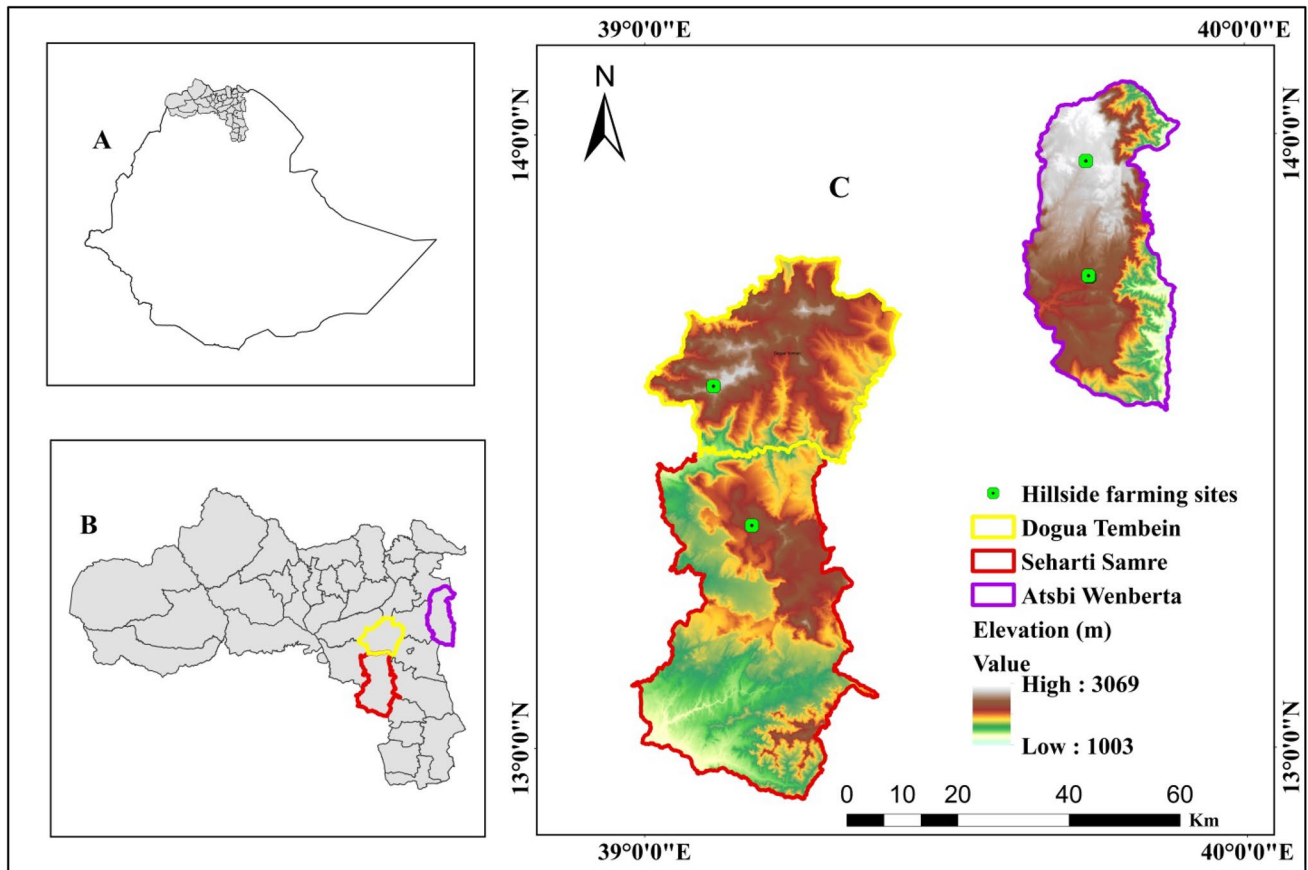 39°0'0"E
40°0'0"E
A
N
14°0'0"N
14°0'0"N
C
B
Hillside farming sites
Dogua Tembein
Seharti Samre
Atsbi Wenberta
Elevation (m)
Value
High : 3069
Low : 1003
13°0'0"N
13°0'0"N
0 10 20 40 60
Km
39°0'0"E
40°0'0"E